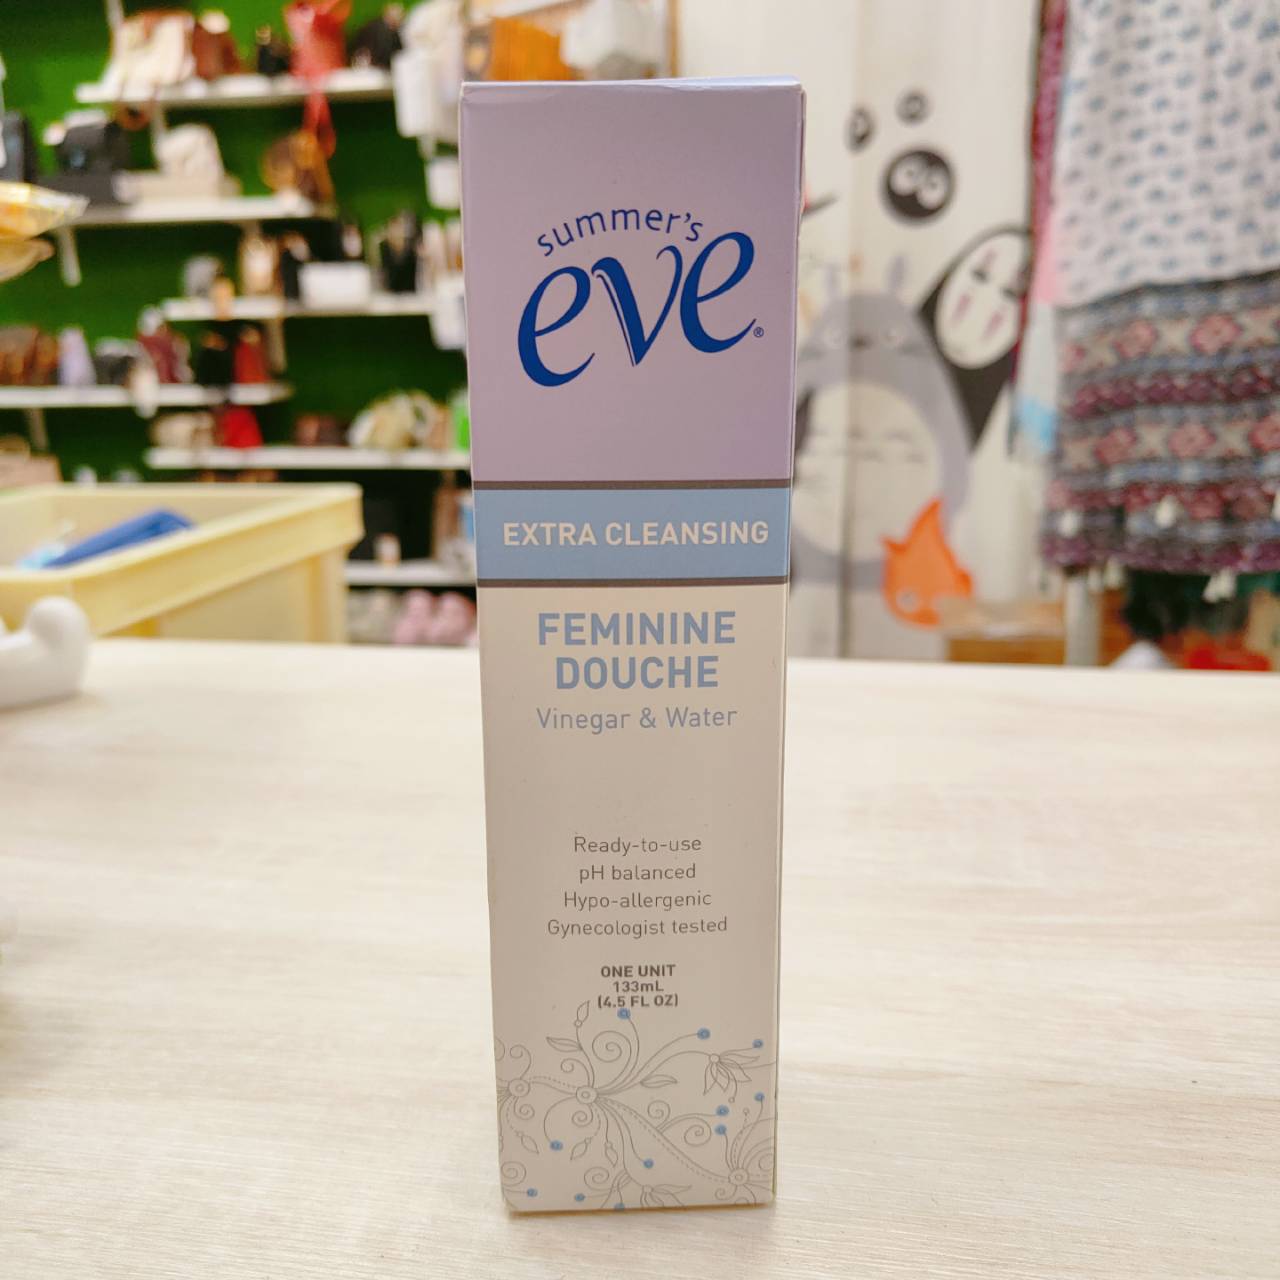 summer's
eve®
EXTRA CLEANSING
FEMININE
DOUCHE
Vinegar & Water
Ready-to-use
pH balanced
Hypo-allergenic
Gynecologist tested
ONE UNIT
133mL
(4.5 FL OZ)